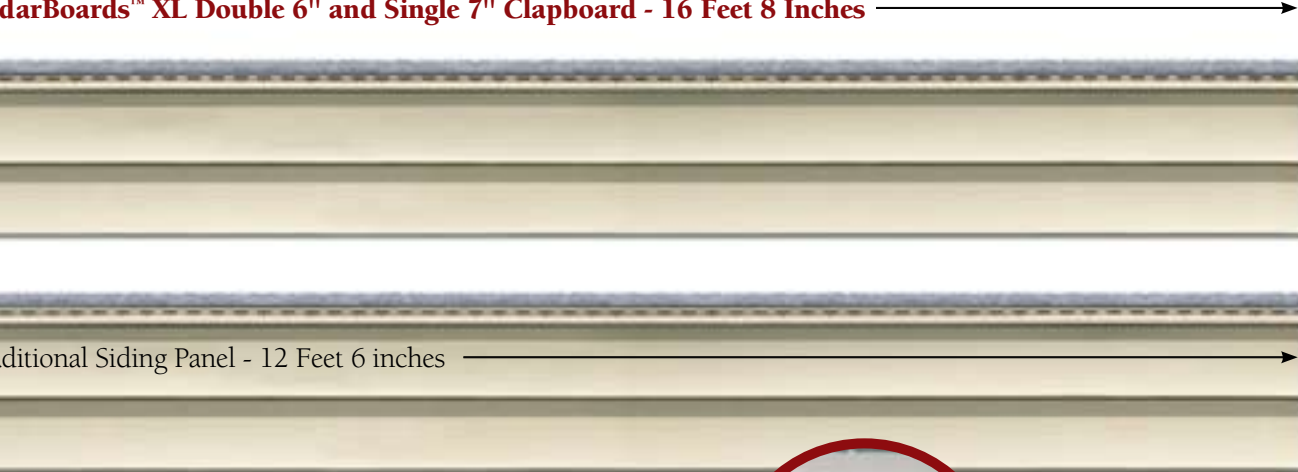 darBoards™ XL Double 6" and Single 7" Clapboard - 16 Feet 8 Inches
ditional Siding Panel - 12 Feet 6 inches